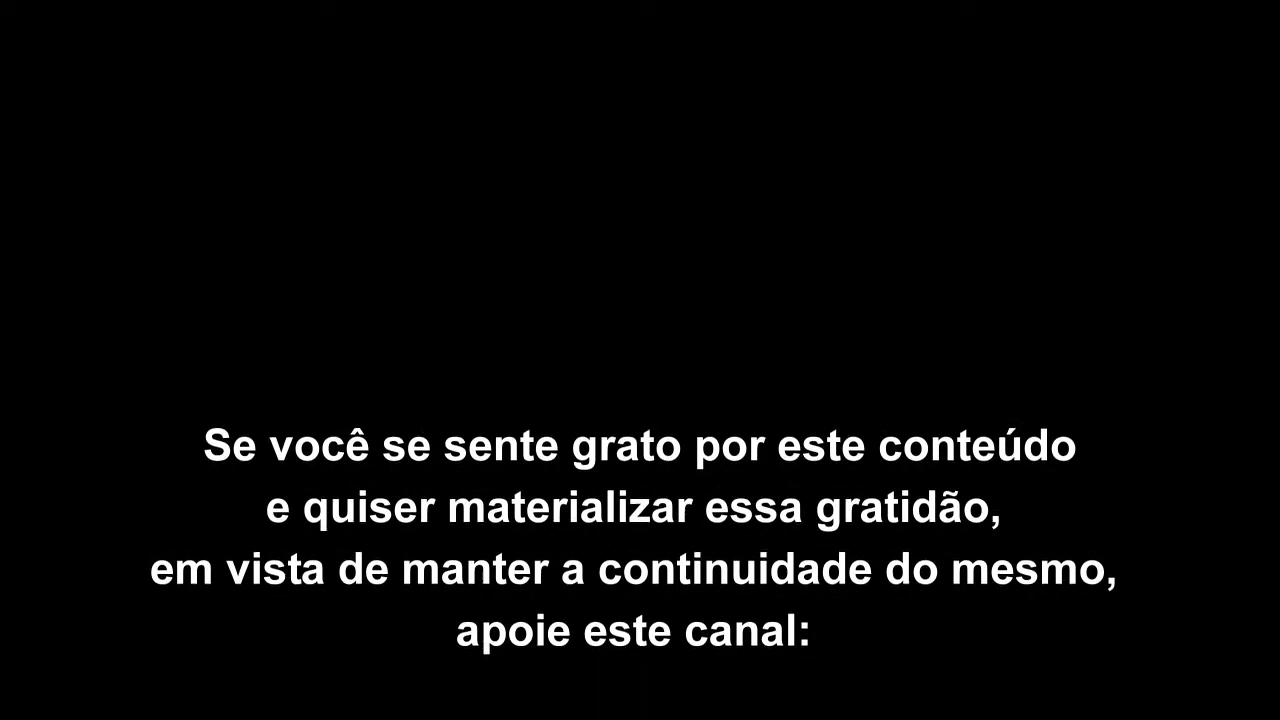 Se você se sente grato por este conteúdo
e quiser materializar essa gratidão,
em vista de manter a continuidade do mesmo,
apoie este canal: